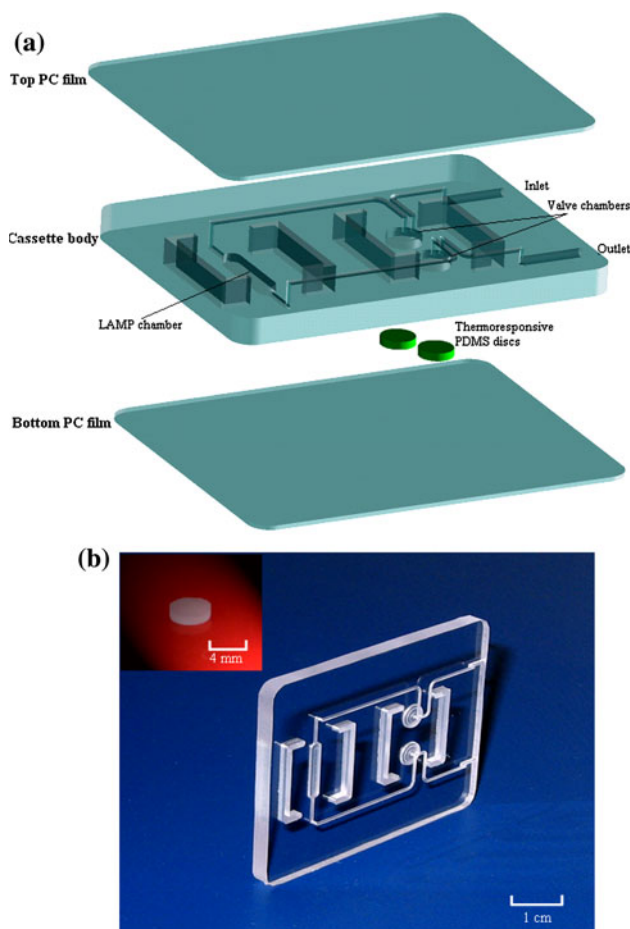 (a)
Top PC film
Inlet
Valve chambers
Cassette body
Outlet
LAMP chamber
Thermoresponsive
PDMS discs
Bottom PC film
(b)
4 mm
1 cm